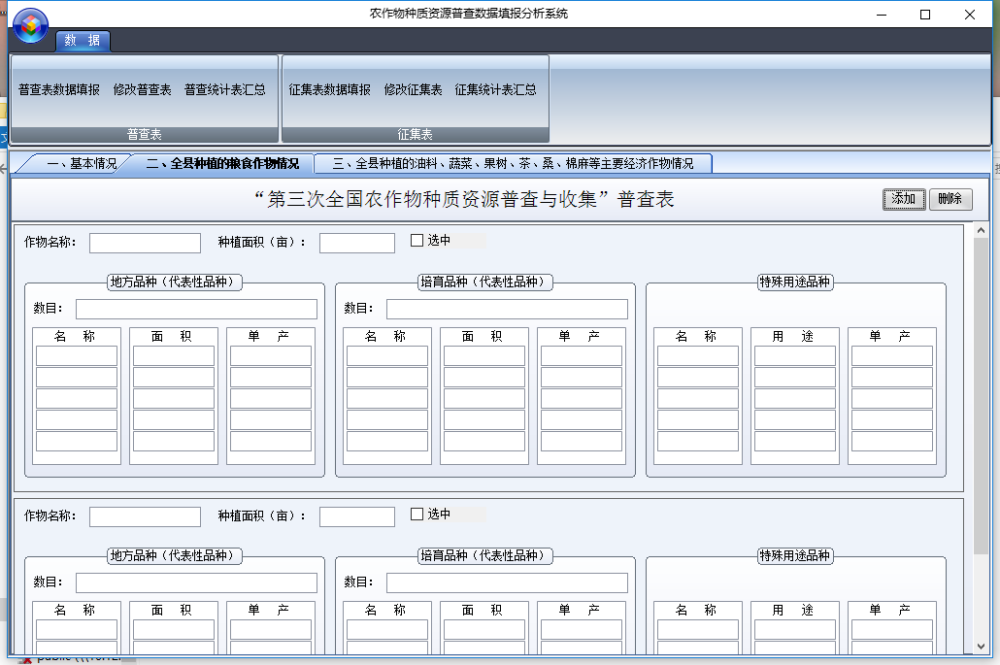 农作物种质资源普查数据填报分析系统
数 据
普查表数据填报 修改普查表 普查统计表汇总 征集表数据填报 修改征集表 征集统计表汇总
普查表 征集表
一、基本情况 二、全县种植的粮食作物情况 三、全县种植的油料、蔬菜、果树、茶、桑、棉麻等主要经济作物情况
“第三次全国农作物种质资源普查与收集”普查表 添加 删除
作物名称: 种植面积（亩）: 选中
地方品种（代表性品种） 培育品种（代表性品种） 特殊用途品种
数目: 数目:
名 称 面 积 单 产 名 称 面 积 单 产 名 称 用 途 单 产
作物名称: 种植面积（亩）: 选中
地方品种（代表性品种） 培育品种（代表性品种） 特殊用途品种
数目: 数目:
名 称 面 积 单 产 名 称 面 积 单 产 名 称 用 途 单 产